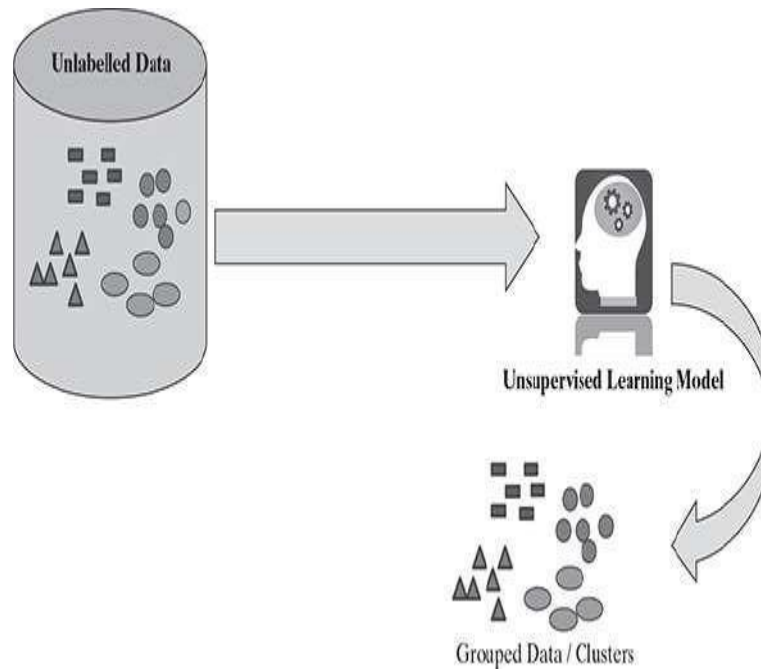 Unlabelled Data
Unsupervised Learning Model
Grouped Data / Clusters